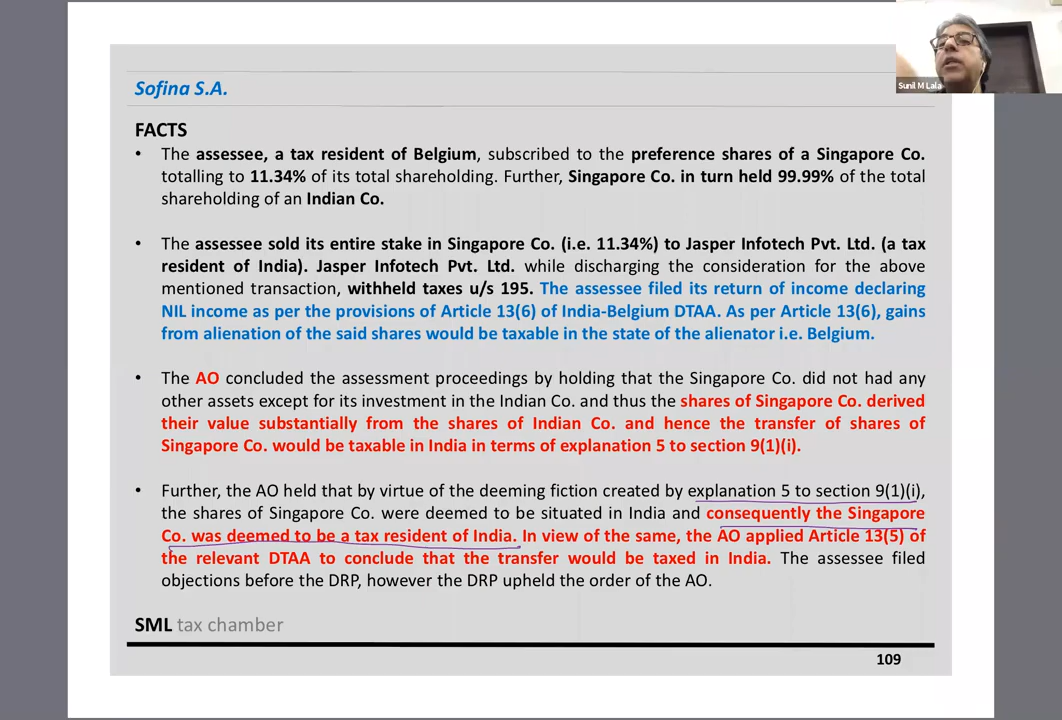 Sunil M Lala
Sofina S.A.
FACTS
• The assessee, a tax resident of Belgium, subscribed to the preference shares of a Singapore Co.
totalling to 11.34% of its total shareholding. Further, Singapore Co. in turn held 99.99% of the total
shareholding of an Indian Co.
• The assessee sold its entire stake in Singapore Co. (i.e. 11.34%) to Jasper Infotech Pvt. Ltd. (a tax
resident of India). Jasper Infotech Pvt. Ltd. while discharging the consideration for the above
mentioned transaction, withheld taxes u/s 195. The assessee filed its return of income declaring
NIL income as per the provisions of Article 13(6) of India-Belgium DTAA. As per Article 13(6), gains
from alienation of the said shares would be taxable in the state of the alienator i.e. Belgium.
• The AO concluded the assessment proceedings by holding that the Singapore Co. did not had any
other assets except for its investment in the Indian Co. and thus the shares of Singapore Co. derived
their value substantially from the shares of Indian Co. and hence the transfer of shares of
Singapore Co. would be taxable in India in terms of explanation 5 to section 9(1)(i).
• Further, the AO held that by virtue of the deeming fiction created by explanation 5 to section 9(1)(i),
the shares of Singapore Co. were deemed to be situated in India and consequently the Singapore
Co. was deemed to be a tax resident of India. In view of the same, the AO applied Article 13(5) of
the relevant DTAA to conclude that the transfer would be taxed in India. The assessee filed
objections before the DRP, however the DRP upheld the order of the AO.
SML tax chamber
109